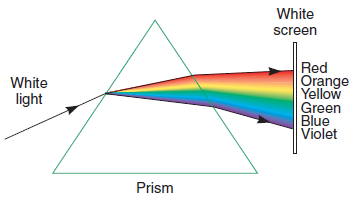 White
screen
White
light
Red
Orange
Yellow
Green
Blue
Violet
Prism